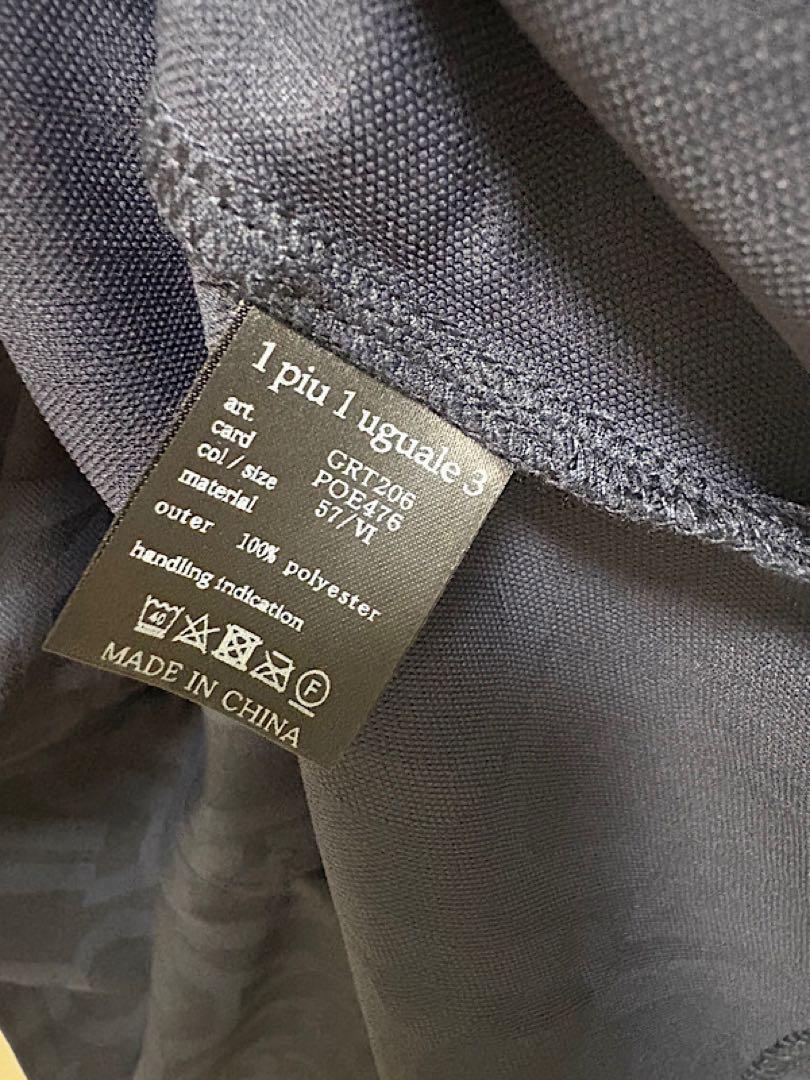 1 piu 1 uguale 3
art. GRT206
card POE476
col / size 57/VI
material
outer 100% polyester
handling indication
40 F
MADE IN CHINA